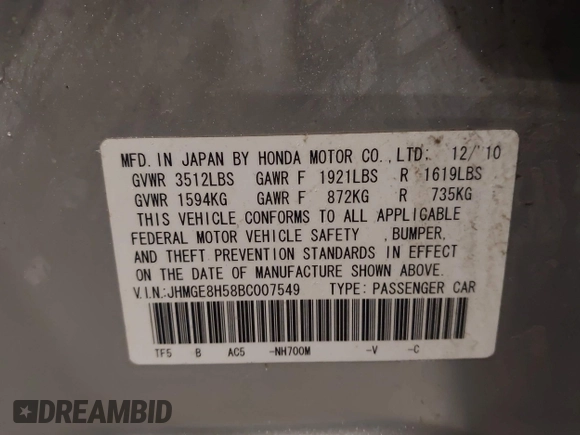 MFD. IN JAPAN BY HONDA MOTOR CO., LTD. 12/'10
GVWR 3512LBS GAWR F 1921LBS R 1619LBS
GVWR 1594KG GAWR F 872KG R 735KG
THIS VEHICLE CONFORMS TO ALL APPLICABLE
FEDERAL MOTOR VEHICLE SAFETY , BUMPER,
AND THEFT PREVENTION STANDARDS IN EFFECT
ON THE DATE OF MANUFACTURE SHOWN ABOVE.
V.I.N.:JHMGE8H58BC007549 TYPE: PASSENGER CAR
TF5 B AC5 -NH700M -V -C
DREAMBID